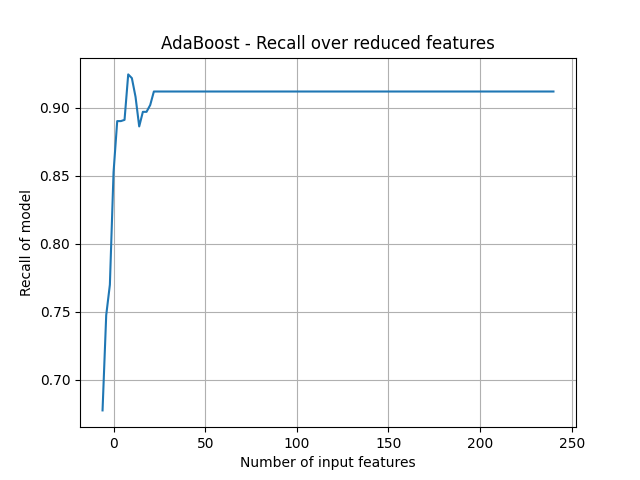 AdaBoost - Recall over reduced features
0.90
0.85
0.80
0.75
0.70
Recall of model
0 50 100 150 200 250
Number of input features